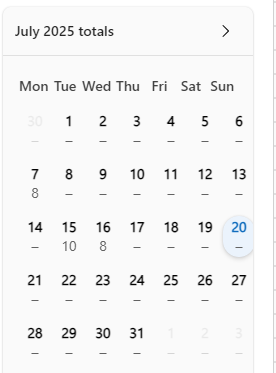 July 2025 totals
Mon Tue Wed Thu Fri Sat Sun
30 1 2 3 4 5 6
– – – – – – –
7 8 9 10 11 12 13
8 – – – – – –
14 15 16 17 18 19 20
– 10 8 – – – –
21 22 23 24 25 26 27
– – – – – – –
28 29 30 31 1 2 3
– – – – – – –